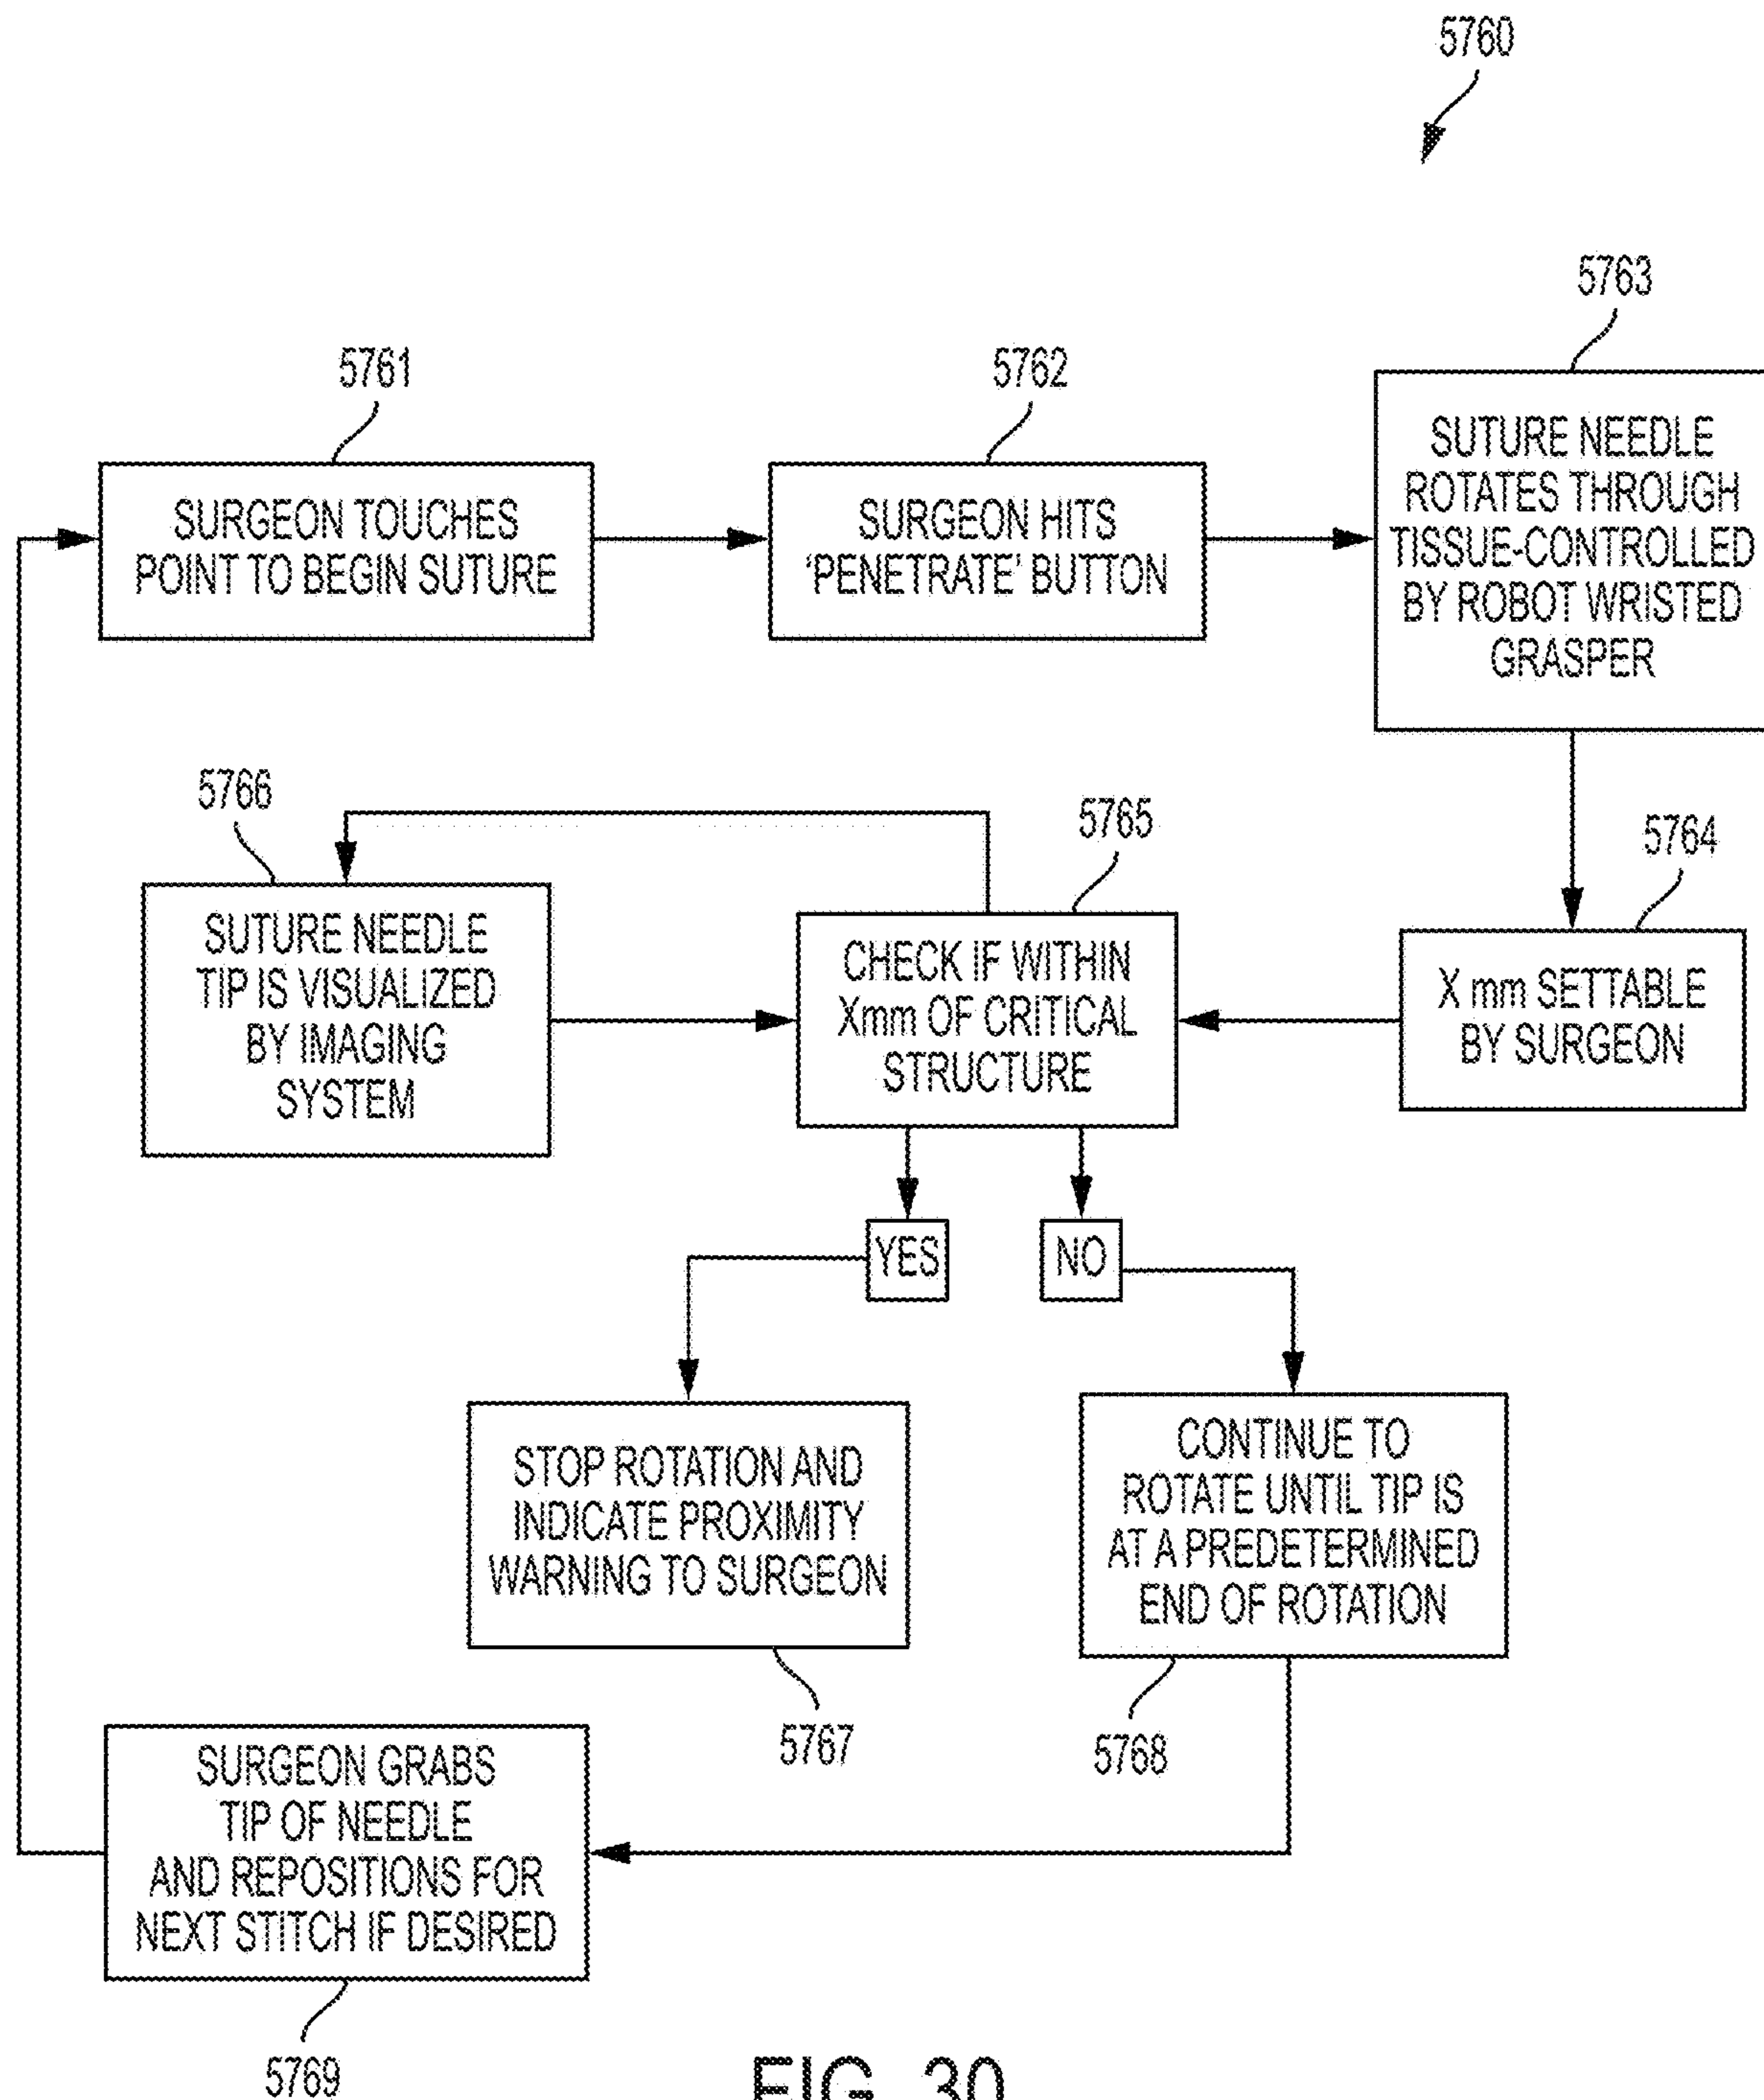 5760
5763
5761
5762
SURGEON TOUCHES
POINT TO BEGIN SUTURE
SURGEON HITS
‘PENETRATE’ BUTTON
SUTURE NEEDLE
ROTATES THROUGH
TISSUE-CONTROLLED
BY ROBOT WRISTED
GRASPER
5766
5765
5764
SUTURE NEEDLE
TIP IS VISUALIZED
BY IMAGING
SYSTEM
CHECK IF WITHIN
Xmm OF CRITICAL
STRUCTURE
X mm SETTABLE
BY SURGEON
YES
NO
STOP ROTATION AND
INDICATE PROXIMITY
WARNING TO SURGEON
CONTINUE TO
ROTATE UNTIL TIP IS
AT A PREDETERMINED
END OF ROTATION
5767
5768
SURGEON GRABS
TIP OF NEEDLE
AND REPOSITIONS FOR
NEXT STITCH IF DESIRED
5769
FIG. 30